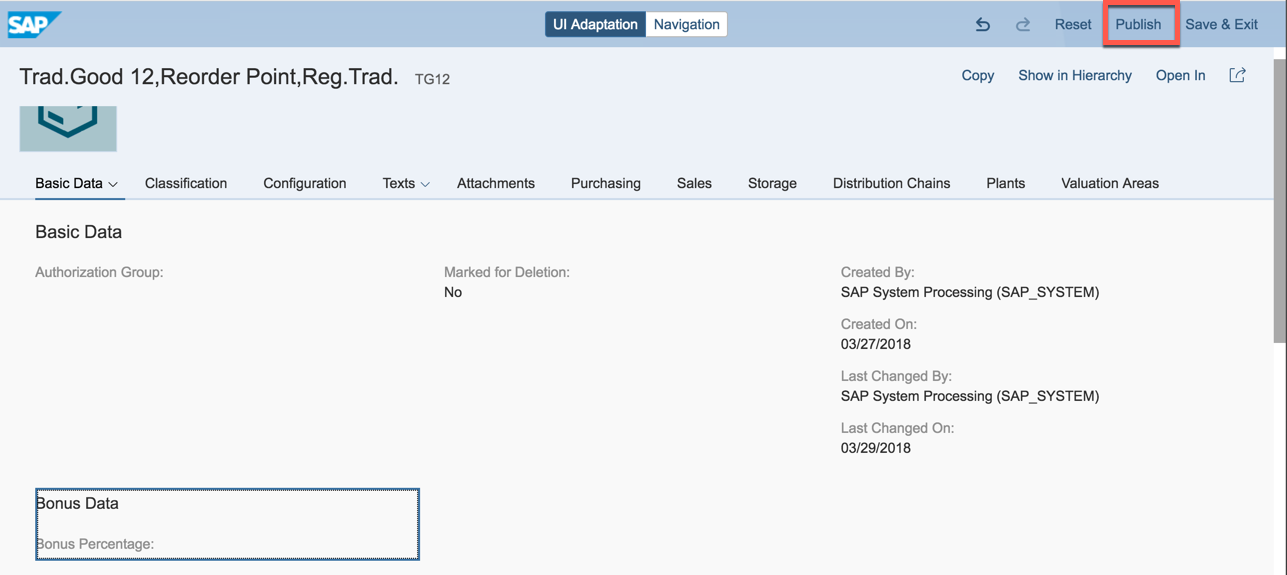 SAP UI Adaptation Navigation Reset Publish Save & Exit
Trad.Good 12,Reorder Point,Reg.Trad. TG12 Copy Show in Hierarchy Open In
Basic Data Classification Configuration Texts Attachments Purchasing Sales Storage Distribution Chains Plants Valuation Areas
Basic Data
Authorization Group:
Marked for Deletion:
No
Created By:
SAP System Processing (SAP_SYSTEM)
Created On:
03/27/2018
Last Changed By:
SAP System Processing (SAP_SYSTEM)
Last Changed On:
03/29/2018
Bonus Data
Bonus Percentage: